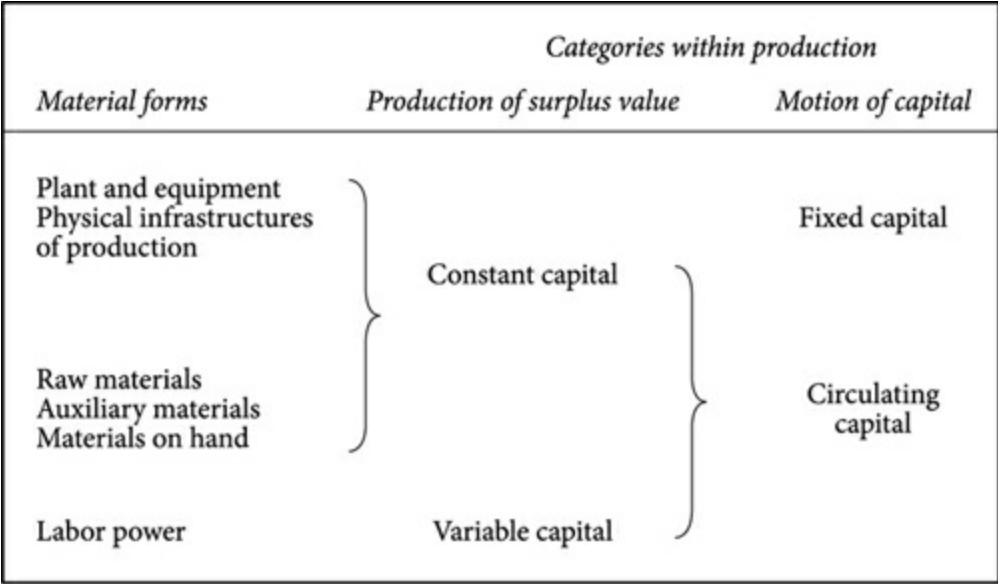 Categories within production
Material forms
Production of surplus value
Motion of capital
Plant and equipment
Physical infrastructures
of production
Fixed capital
Constant capital
Raw materials
Auxiliary materials
Materials on hand
Circulating
capital
Labor power
Variable capital